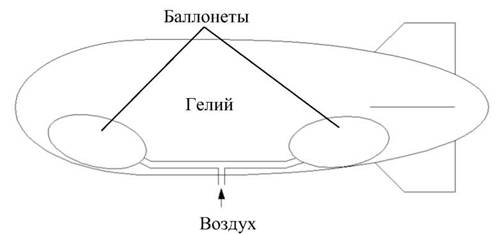 Баллонеты
Гелий
Воздух